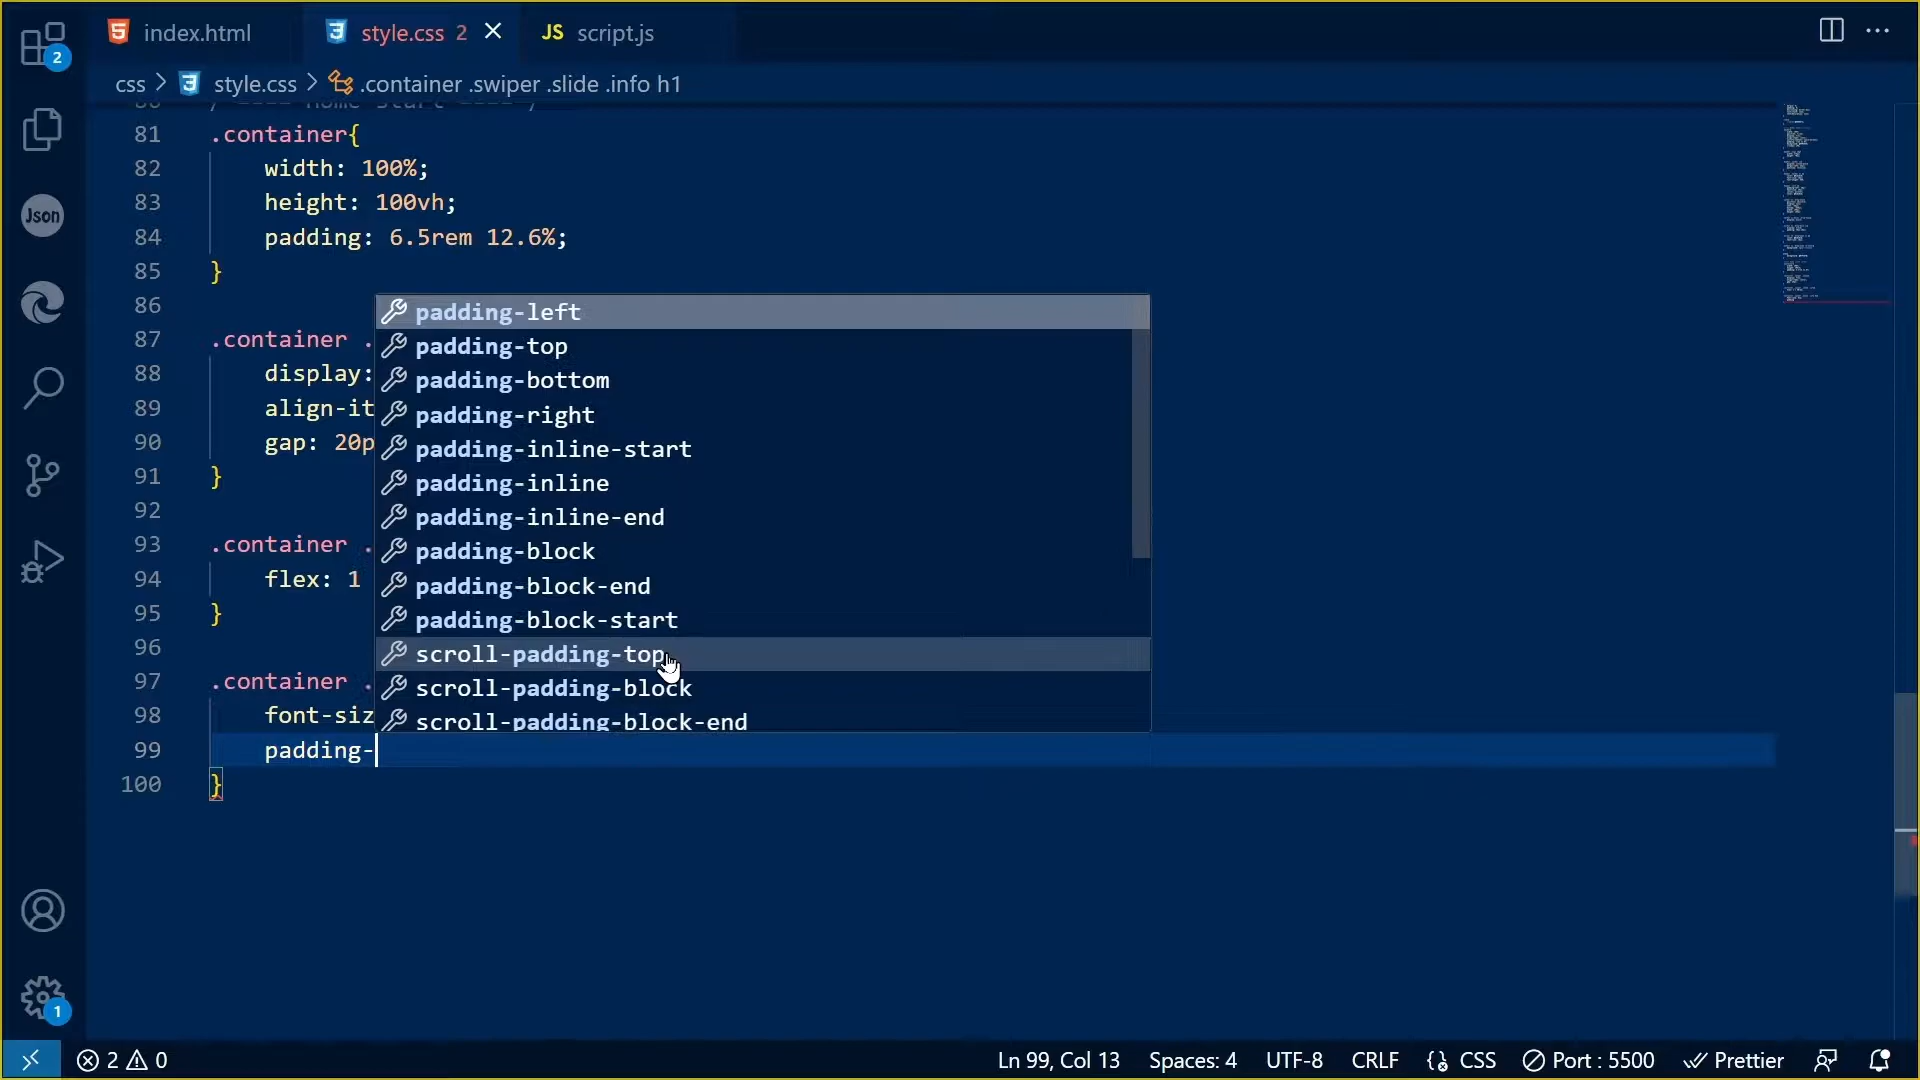 index.html
style.css 2
JS script.js
2
css > style.css > .container .swiper .slide .info h1
Json
81 .container{
82 width: 100%;
83 height: 100vh;
84 padding: 6.5rem 12.6%;
85 }
86
87 .container .
88 display:
89 align-it
90 gap: 20p
91 }
92
93 .container .
94 flex: 1
95 }
96
97 .container .
98 font-siz
99 padding-
100 }
padding-left
padding-top
padding-bottom
padding-right
padding-inline-start
padding-inline
padding-inline-end
padding-block
padding-block-end
padding-block-start
scroll-padding-top
scroll-padding-block
scroll-padding-block-end
1
2 0
Ln 99, Col 13 Spaces: 4 UTF-8 CRLF {} CSS Port : 5500 Prettier